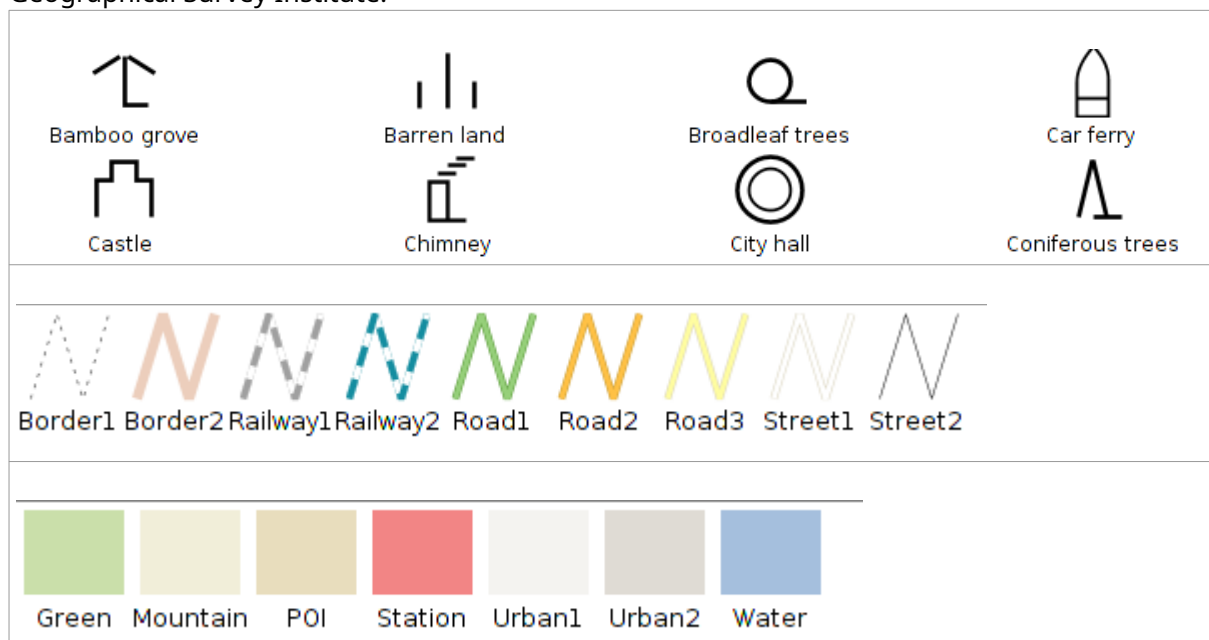 Geographical Survey Institute.
Bamboo grove Barren land Broadleaf trees Car ferry
Castle Chimney City hall Coniferous trees
Border1 Border2 Railway1 Railway2 Road1 Road2 Road3 Street1 Street2
Green Mountain POI Station Urban1 Urban2 Water